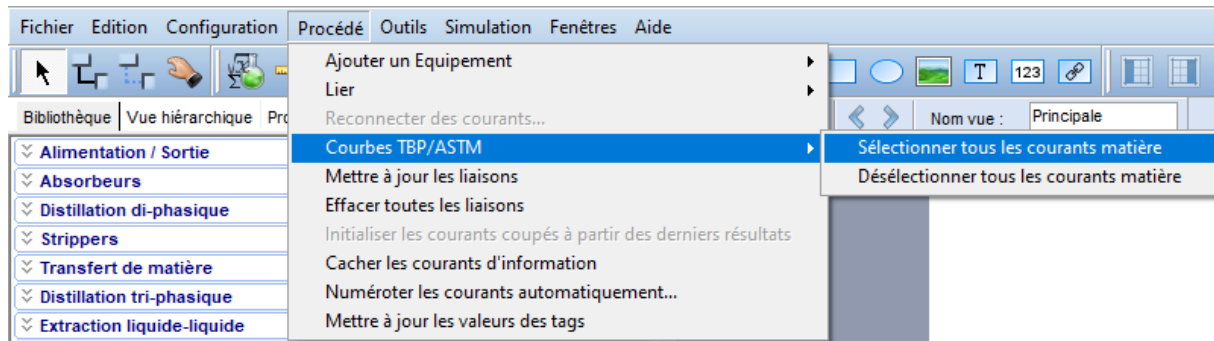 Fichier Edition Configuration Procédé Outils Simulation Fenêtres Aide
T 123
Bibliothèque Vue hiérarchique Nom vue : Principale
Alimentation / Sortie
Absorbeurs
Distillation di-phasique
Strippers
Transfert de matière
Distillation tri-phasique
Extraction liquide-liquide
Ajouter un Equipement
Lier
Reconnecter des courants...
Courbes TBP/ASTM
Mettre à jour les liaisons
Effacer toutes les liaisons
Initialiser les courants coupés à partir des derniers résultats
Cacher les courants d'information
Numéroter les courants automatiquement...
Mettre à jour les valeurs des tags
Sélectionner tous les courants matière
Désélectionner tous les courants matière